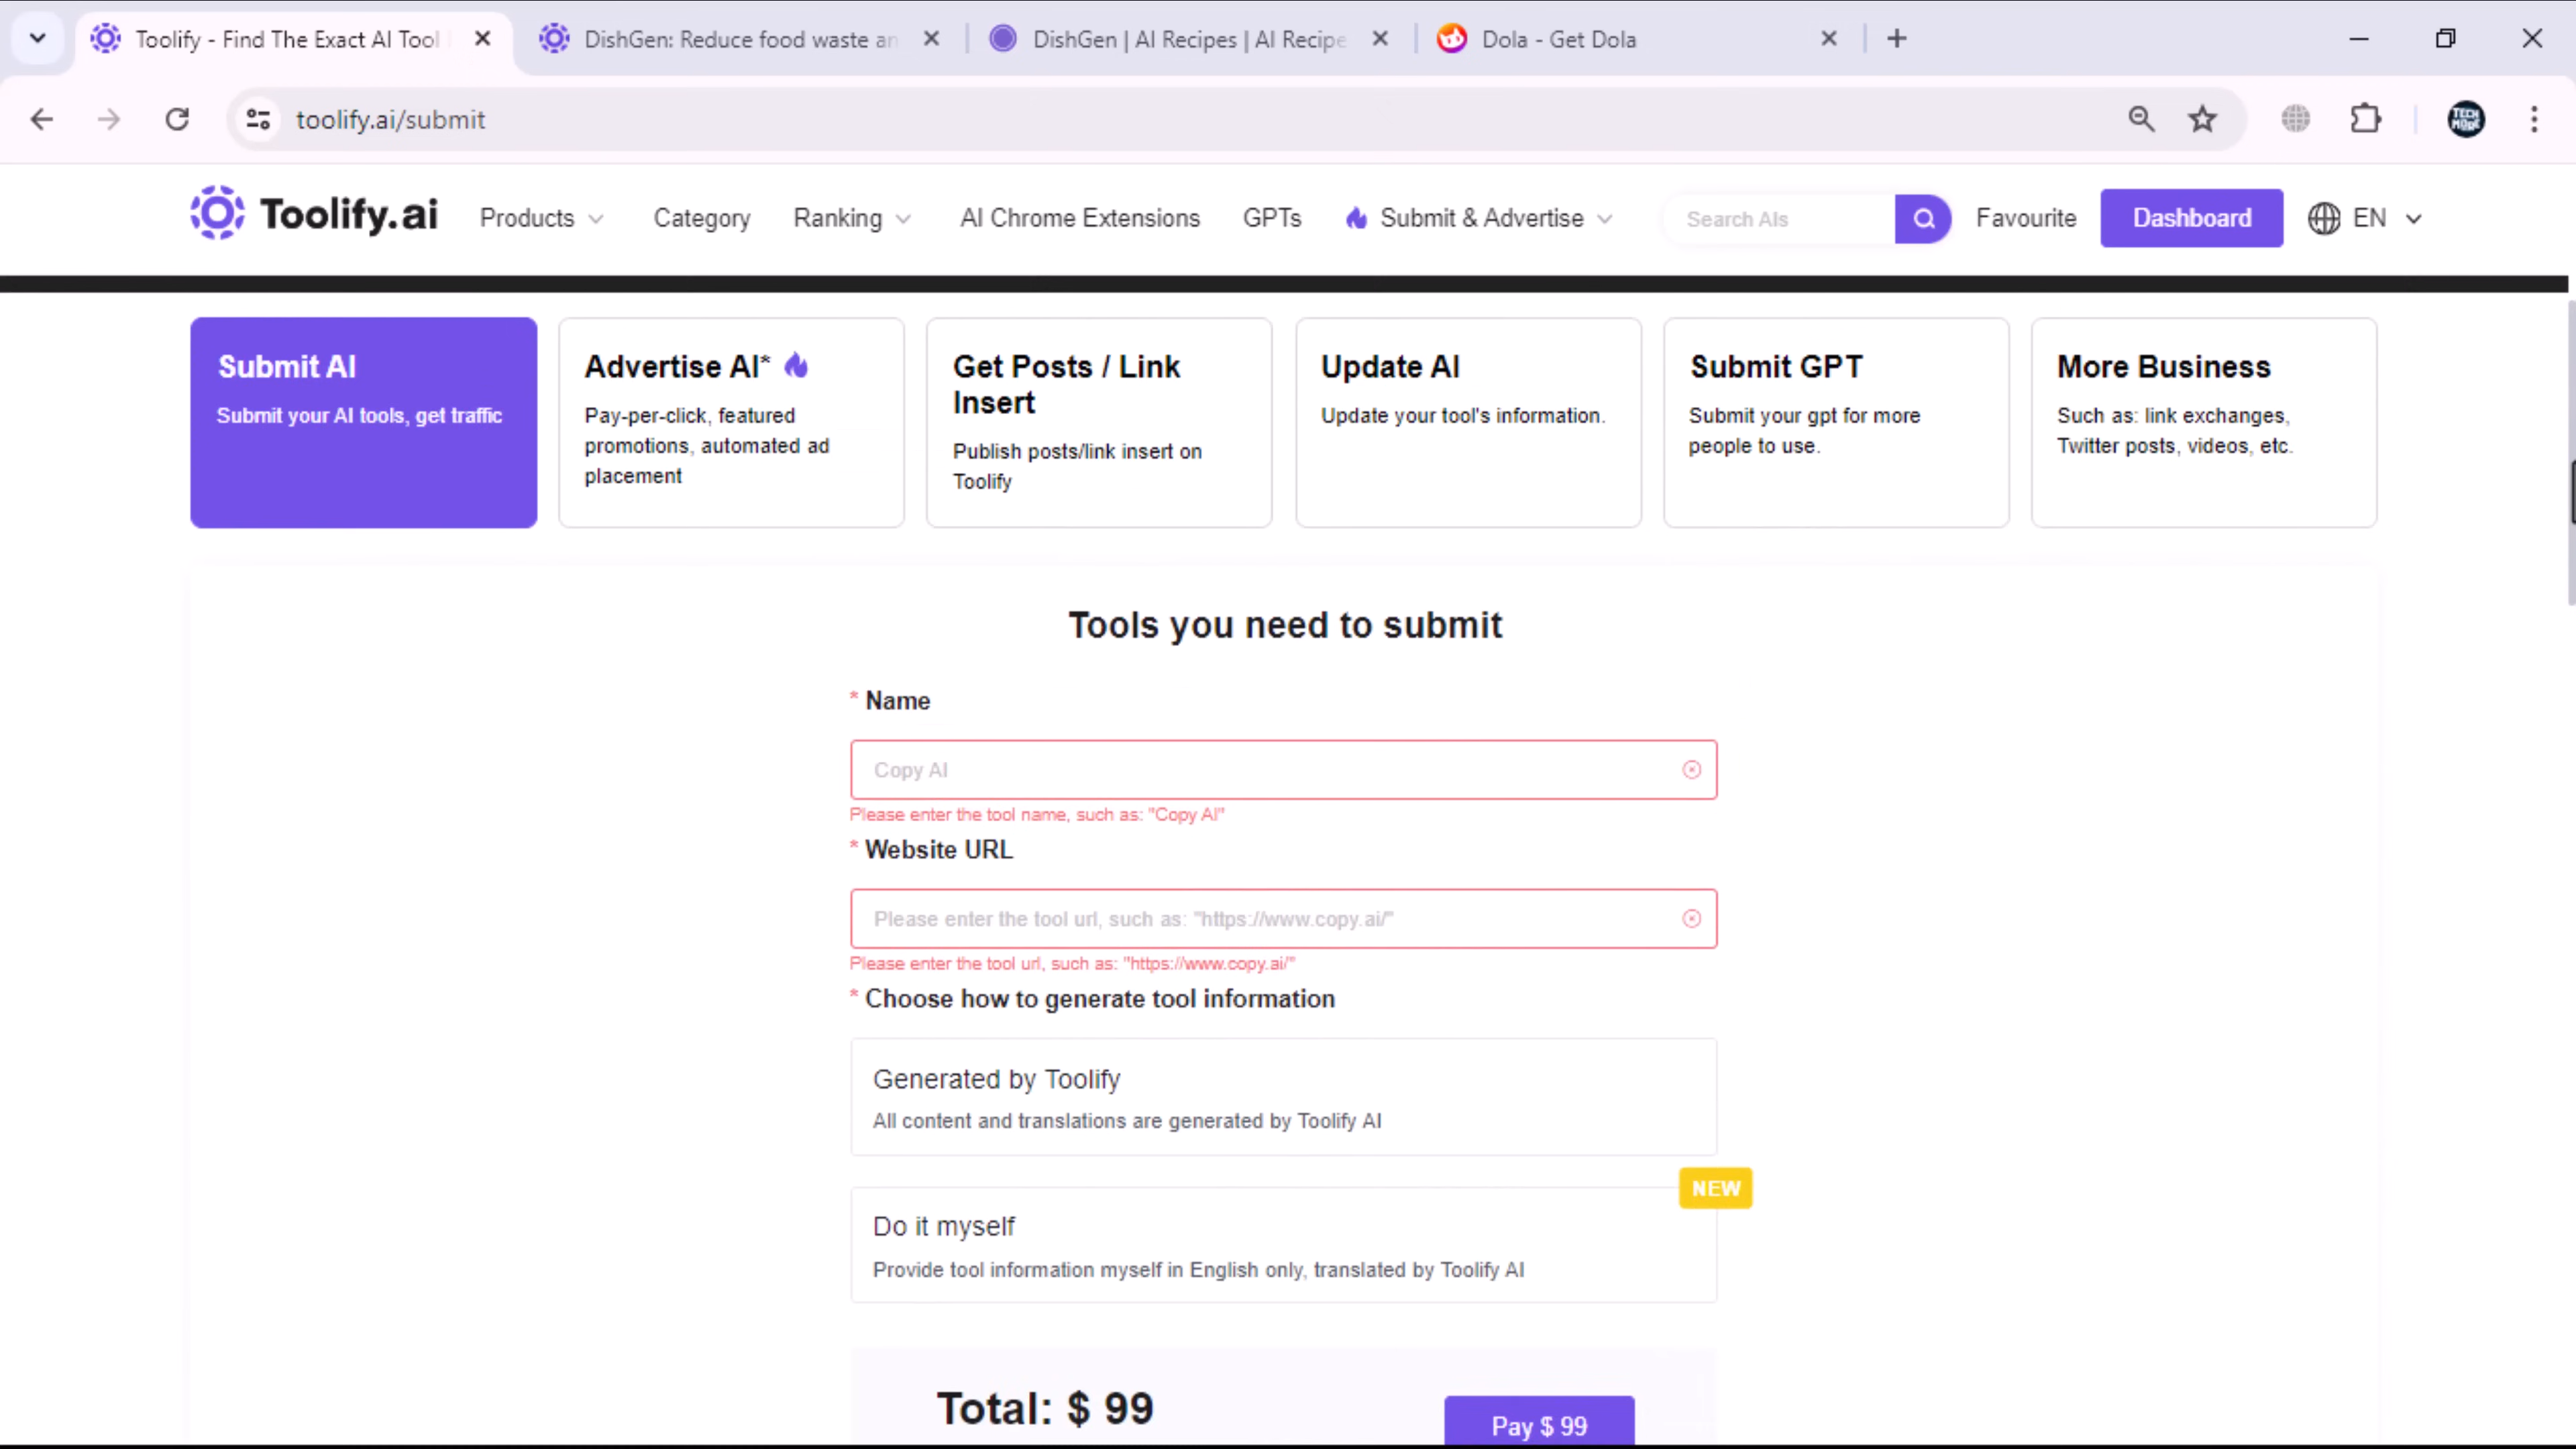 Toolify - Find The Exact AI Tool
DishGen: Reduce food waste an
DishGen | AI Recipes | AI Recipe
Dola - Get Dola
toolify.ai/submit
TECH MODE
Toolify.ai
Products
Category
Ranking
AI Chrome Extensions
GPTs
Submit & Advertise
Search AIs
Favourite
Dashboard
EN
Submit AI
Submit your AI tools, get traffic
Advertise AI*
Pay-per-click, featured
promotions, automated ad
placement
Get Posts / Link
Insert
Publish posts/link insert on
Toolify
Update AI
Update your tool's information.
Submit GPT
Submit your gpt for more
people to use.
More Business
Such as: link exchanges,
Twitter posts, videos, etc.
Tools you need to submit
* Name
Copy AI
Please enter the tool name, such as: "Copy AI"
* Website URL
Please enter the tool url, such as: "https://www.copy.ai/"
Please enter the tool url, such as: "https://www.copy.ai/"
* Choose how to generate tool information
Generated by Toolify
All content and translations are generated by Toolify AI
NEW
Do it myself
Provide tool information myself in English only, translated by Toolify AI
Total: $ 99
Pay $ 99